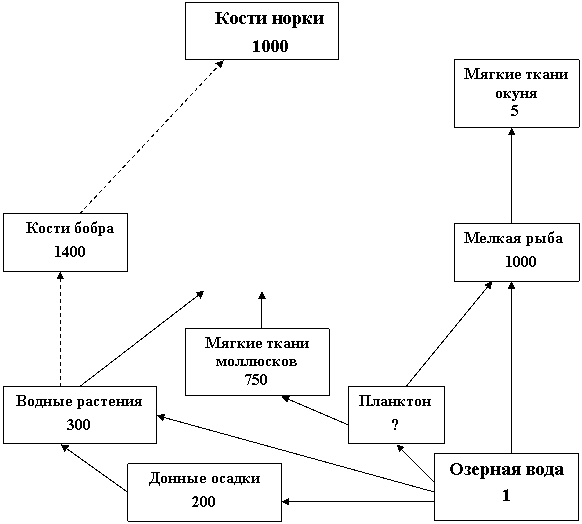 Кости норки
1000
Мягкие ткани
окуня
5
Кости бобра
1400
Мелкая рыба
1000
Мягкие ткани
моллюсков
750
Водные растения
300
Планктон
?
Донные осадки
200
Озерная вода
1